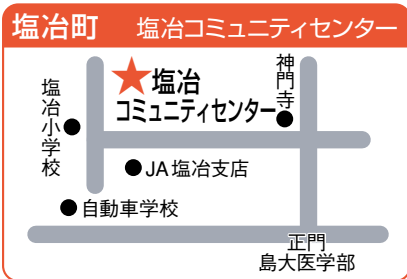 塩冶町 塩冶コミュニティセンター
塩冶
コミュニティセンター
神門寺
塩冶小学校
JA塩冶支店
自動車学校
正門
島大医学部